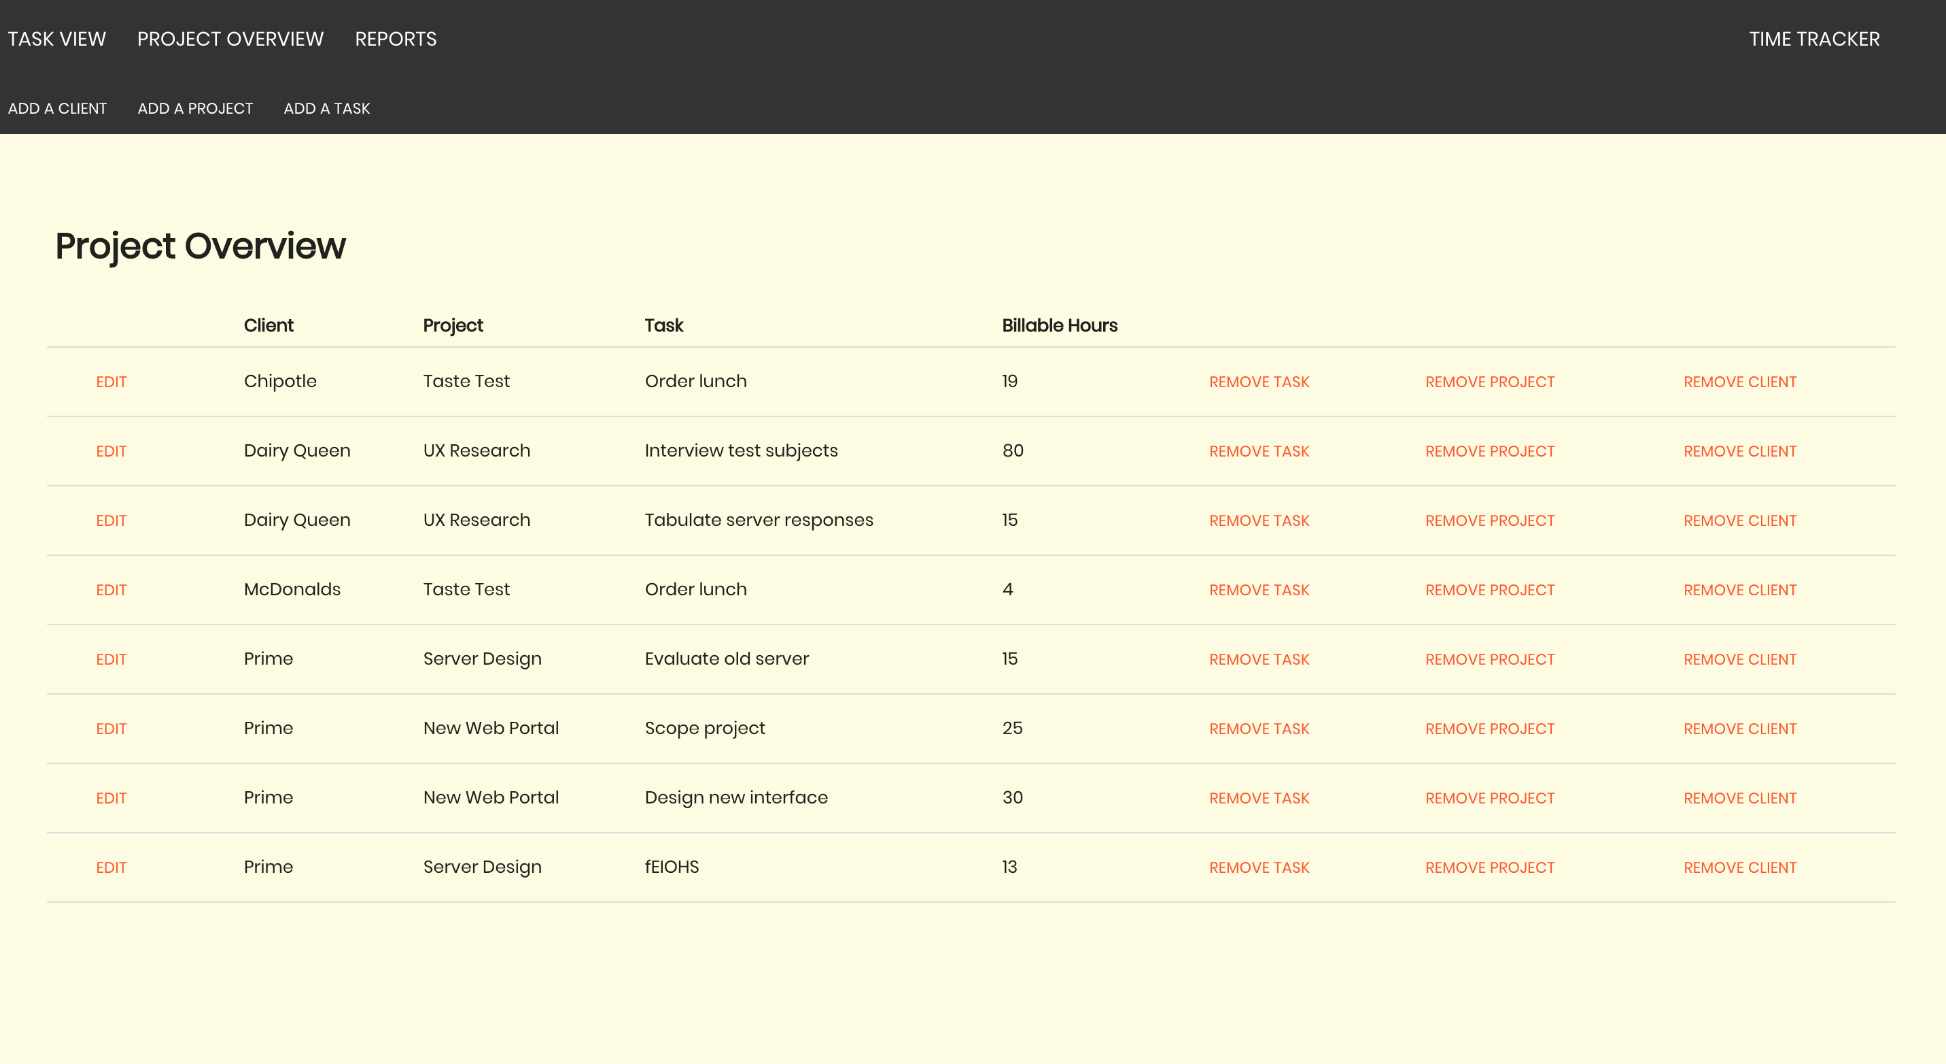 TASK VIEW PROJECT OVERVIEW REPORTS TIME TRACKER
ADD A CLIENT ADD A PROJECT ADD A TASK
Project Overview
Client Project Task Billable Hours
EDIT Chipotle Taste Test Order lunch 19 REMOVE TASK REMOVE PROJECT REMOVE CLIENT
EDIT Dairy Queen UX Research Interview test subjects 80 REMOVE TASK REMOVE PROJECT REMOVE CLIENT
EDIT Dairy Queen UX Research Tabulate server responses 15 REMOVE TASK REMOVE PROJECT REMOVE CLIENT
EDIT McDonalds Taste Test Order lunch 4 REMOVE TASK REMOVE PROJECT REMOVE CLIENT
EDIT Prime Server Design Evaluate old server 15 REMOVE TASK REMOVE PROJECT REMOVE CLIENT
EDIT Prime New Web Portal Scope project 25 REMOVE TASK REMOVE PROJECT REMOVE CLIENT
EDIT Prime New Web Portal Design new interface 30 REMOVE TASK REMOVE PROJECT REMOVE CLIENT
EDIT Prime Server Design fEIOHS 13 REMOVE TASK REMOVE PROJECT REMOVE CLIENT